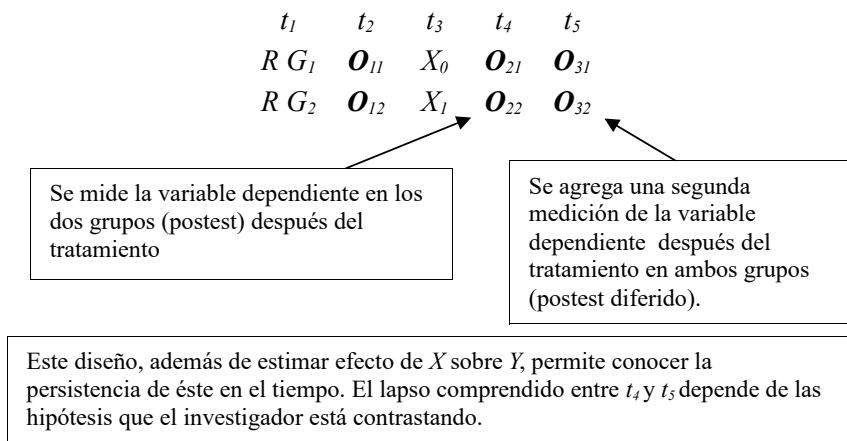 t1 t2 t3 t4 t5
R G1 O11 X0 O21 O31
R G2 O12 X1 O22 O32
Se mide la variable dependiente en los
dos grupos (postest) después del
tratamiento
Se agrega una segunda
medición de la variable
dependiente después del
tratamiento en ambos grupos
(postest diferido).
Este diseño, además de estimar efecto de X sobre Y, permite conocer la
persistencia de éste en el tiempo. El lapso comprendido entre t4 y t5 depende de las
hipótesis que el investigador está contrastando.